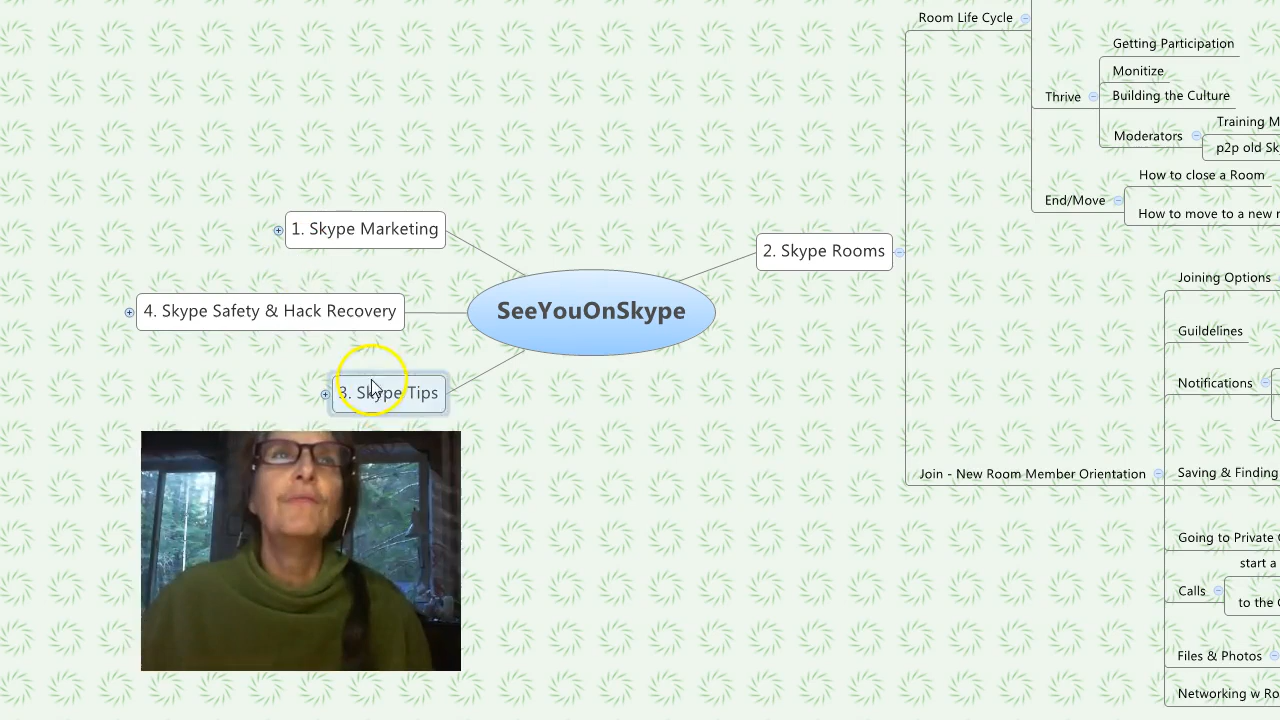 Room Life Cycle
Getting Participation
Monitize
Thrive
Building the Culture
Training M
Moderators
p2p old Sk
How to close a Room
End/Move
How to move to a new
1. Skype Marketing
2. Skype Rooms
4. Skype Safety & Hack Recovery
SeeYouOnSkype
3. Skype Tips
Joining Options
Guildelines
Notifications
Join - New Room Member Orientation
Saving & Finding
Going to Private
start a
Calls
to the
Files & Photos
Networking w Ro